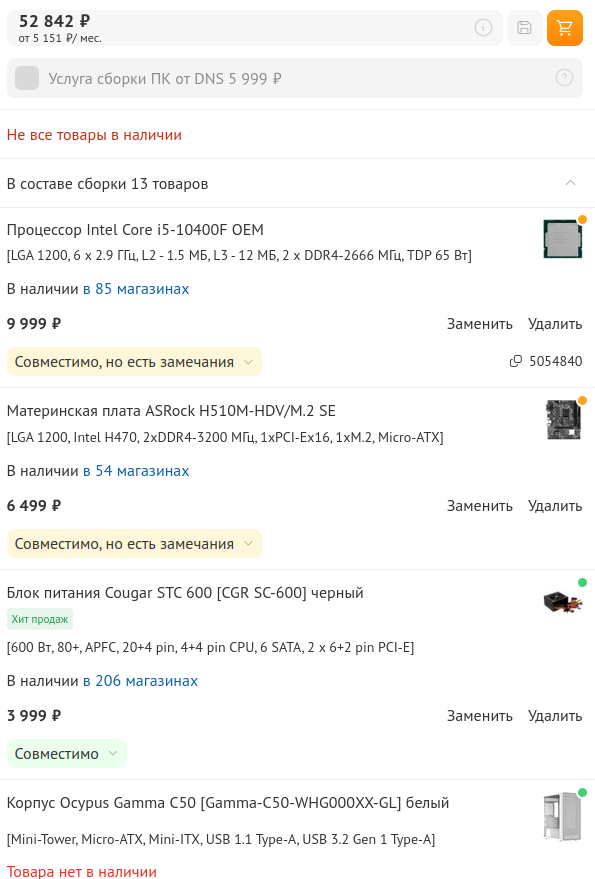 52 842 ₽
от 5 151 ₽/ мес.
Услуга сборки ПК от DNS 5 999 ₽
Не все товары в наличии
В составе сборки 13 товаров
Процессор Intel Core i5-10400F OEM
[LGA 1200, 6 x 2.9 ГГц, L2 - 1.5 МБ, L3 - 12 МБ, 2 x DDR4-2666 МГц, TDP 65 Вт]
В наличии в 85 магазинах
9 999 ₽ Заменить Удалить
Совместимо, но есть замечания 5054840
Материнская плата ASRock H510M-HDV/M.2 SE
[LGA 1200, Intel H470, 2xDDR4-3200 МГц, 1xPCI-Ex16, 1xM.2, Micro-ATX]
В наличии в 54 магазинах
6 499 ₽ Заменить Удалить
Совместимо, но есть замечания
Блок питания Cougar STC 600 [CGR SC-600] черный
Хит продаж
[600 Вт, 80+, APFC, 20+4 pin, 4+4 pin CPU, 6 SATA, 2 x 6+2 pin PCI-E]
В наличии в 206 магазинах
3 999 ₽ Заменить Удалить
Совместимо
Корпус Ocypus Gamma C50 [Gamma-C50-WHG000XX-GL] белый
[Mini-Tower, Micro-ATX, Mini-ITX, USB 1.1 Type-A, USB 3.2 Gen 1 Type-A]
Товара нет в наличии